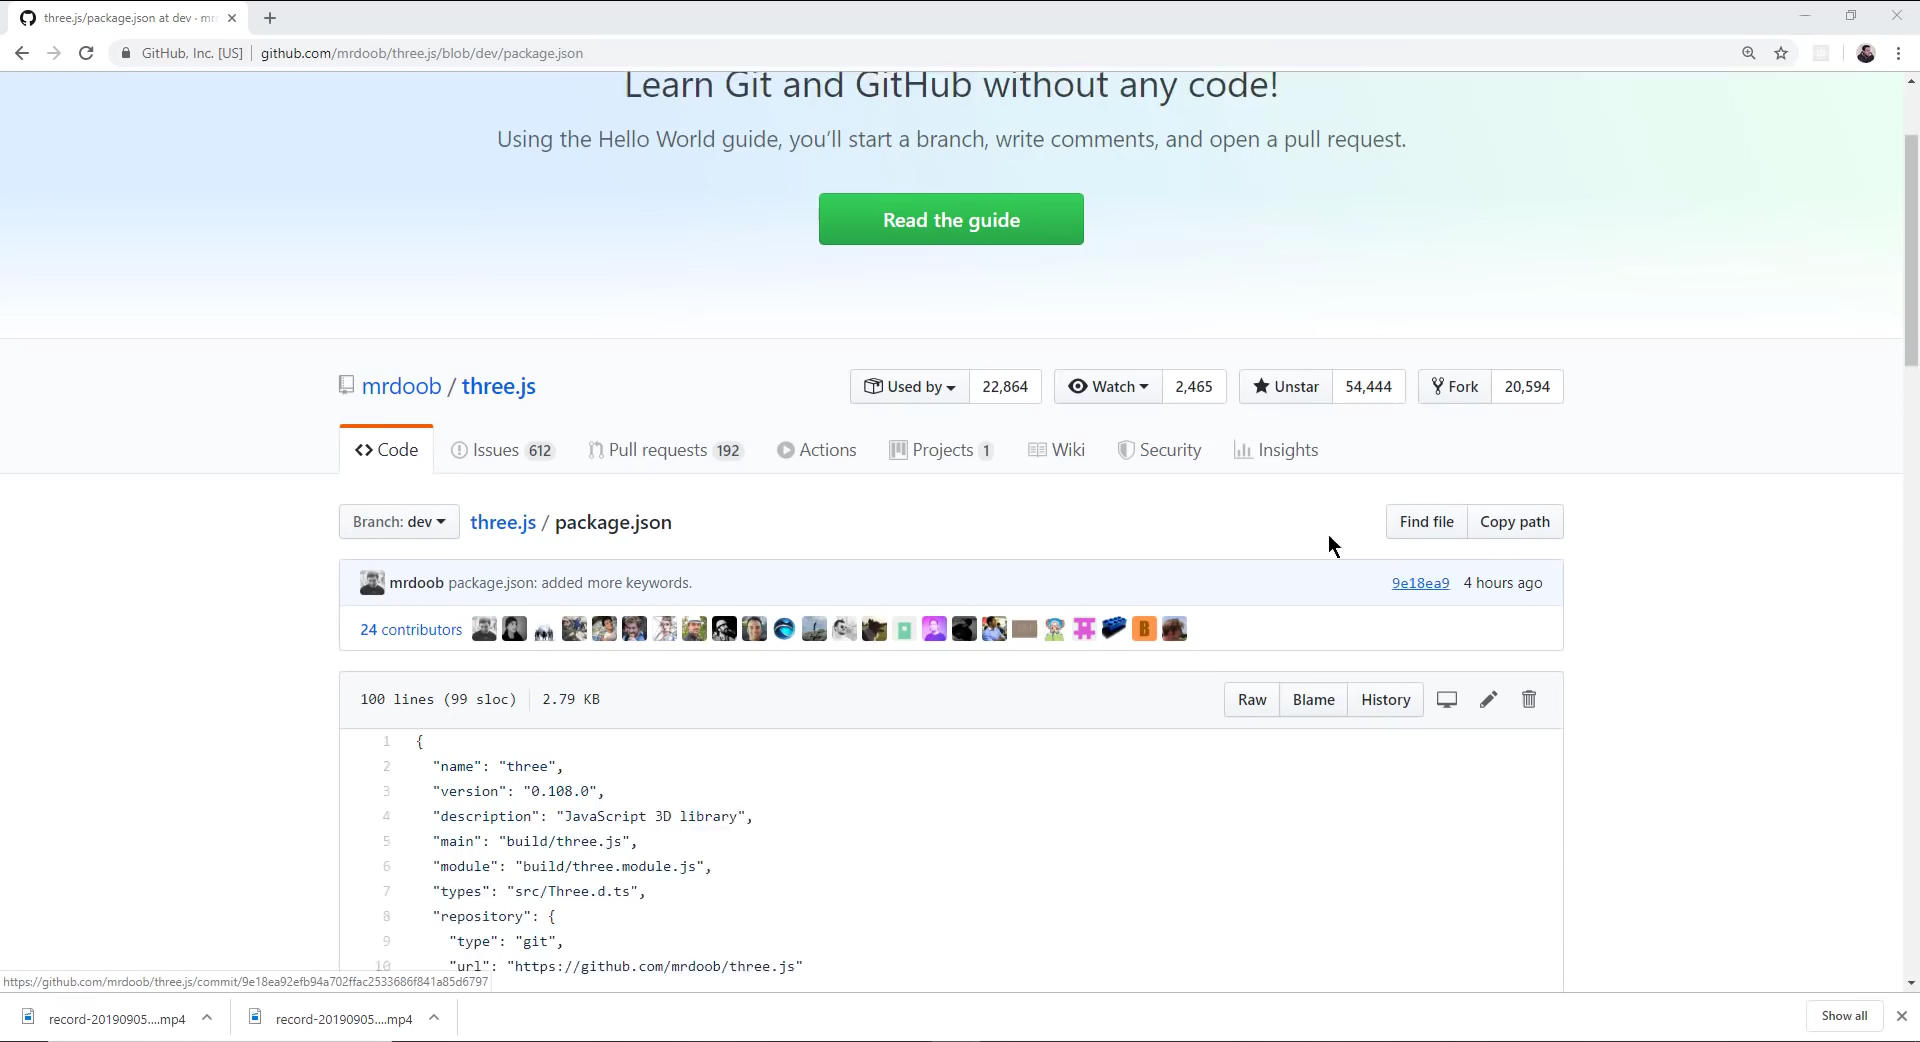 three.js/package.json at dev · mr
GitHub, Inc. [US] github.com/mrdoob/three.js/blob/dev/package.json
Learn Git and GitHub without any code!
Using the Hello World guide, you’ll start a branch, write comments, and open a pull request.
Read the guide
mrdoob / three.js Used by 22,864 Watch 2,465 Unstar 54,444 Fork 20,594
<> Code Issues 612 Pull requests 192 Actions Projects 1 Wiki Security Insights
Branch: dev three.js / package.json Find file Copy path
mrdoob package.json: added more keywords. 9e18ea9 4 hours ago
24 contributors B
100 lines (99 sloc) 2.79 KB Raw Blame History
1 {
2 "name": "three",
3 "version": "0.108.0",
4 "description": "JavaScript 3D library",
5 "main": "build/three.js",
6 "module": "build/three.module.js",
7 "types": "src/Three.d.ts",
8 "repository": {
9 "type": "git",
10 "url": "https://github.com/mrdoob/three.js"
https://github.com/mrdoob/three.js/commit/9e18ea92efb94a702ffac2533686f841a85d6797
record-20190905....mp4 record-20190905....mp4 Show all